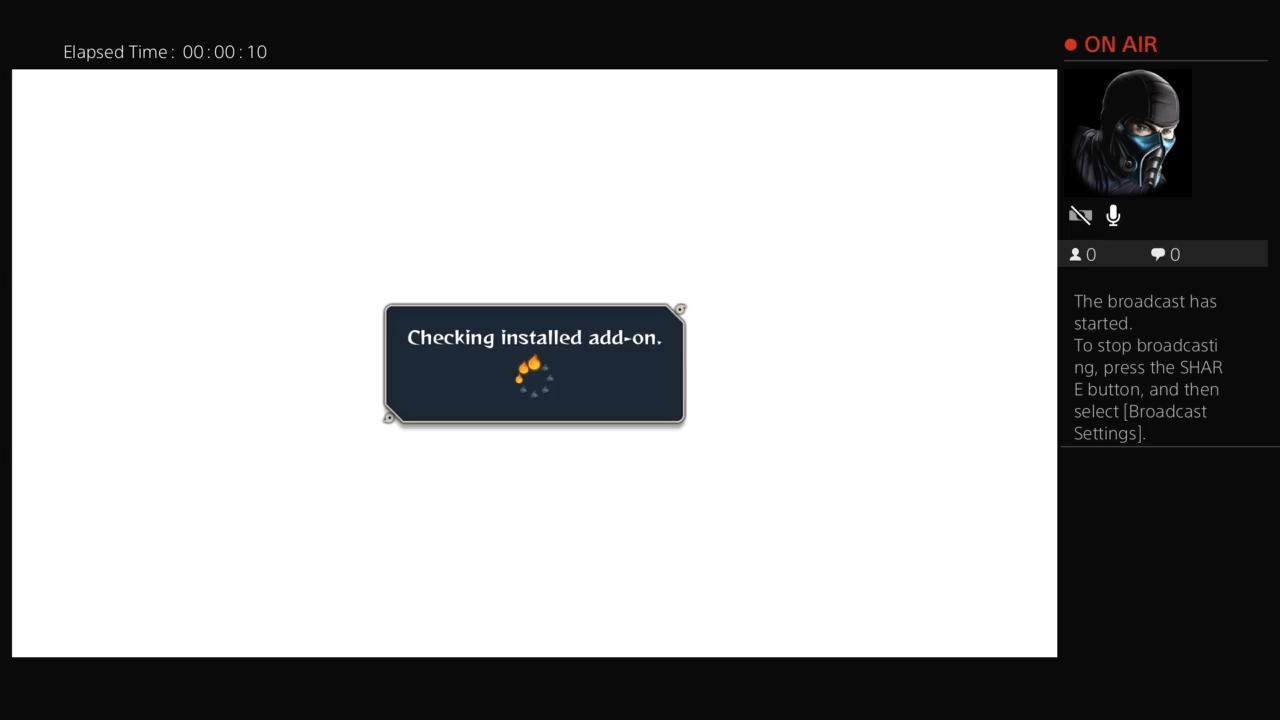 Elapsed Time: 00:00:10
ON AIR
0 0
Checking installed add-on.
The broadcast has
started.
To stop broadcasti
ng, press the SHAR
E button, and then
select [Broadcast
Settings].